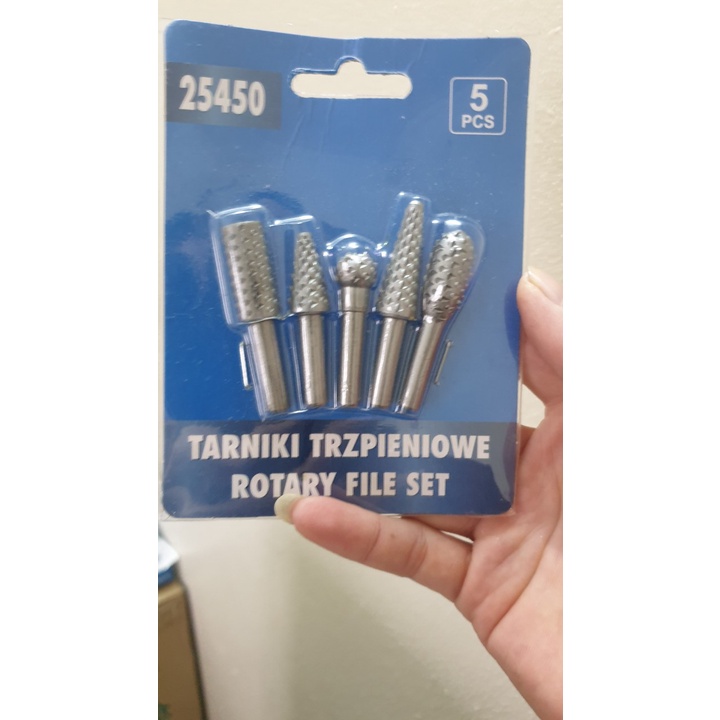 25450
5
PCS
TARNIKI TRZPIENIOWE
ROTARY FILE SET